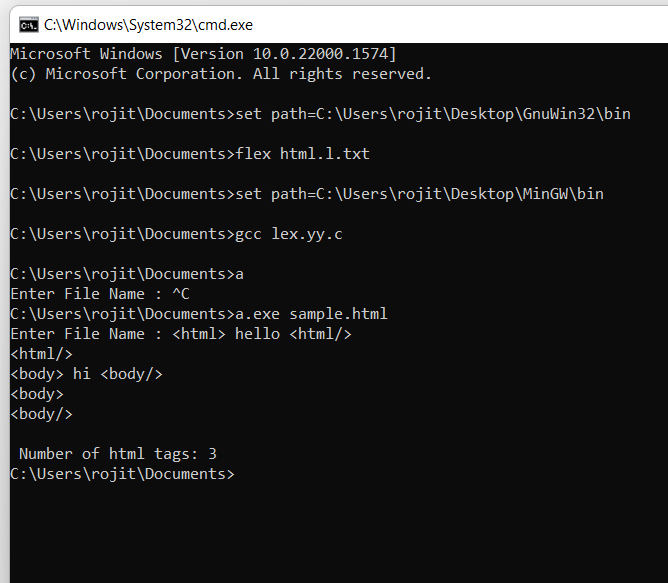 C:\Windows\System32\cmd.exe
Microsoft Windows [Version 10.0.22000.1574]
(c) Microsoft Corporation. All rights reserved.
C:\Users\rojit\Documents>set path=C:\Users\rojit\Desktop\GnuWin32\bin
C:\Users\rojit\Documents>flex html.l.txt
C:\Users\rojit\Documents>set path=C:\Users\rojit\Desktop\MinGW\bin
C:\Users\rojit\Documents>gcc lex.yy.c
C:\Users\rojit\Documents>a
Enter File Name : ^C
C:\Users\rojit\Documents>a.exe sample.html
Enter File Name : <html> hello <html/>
<html/>
<body> hi <body/>
<body>
<body/>
Number of html tags: 3
C:\Users\rojit\Documents>